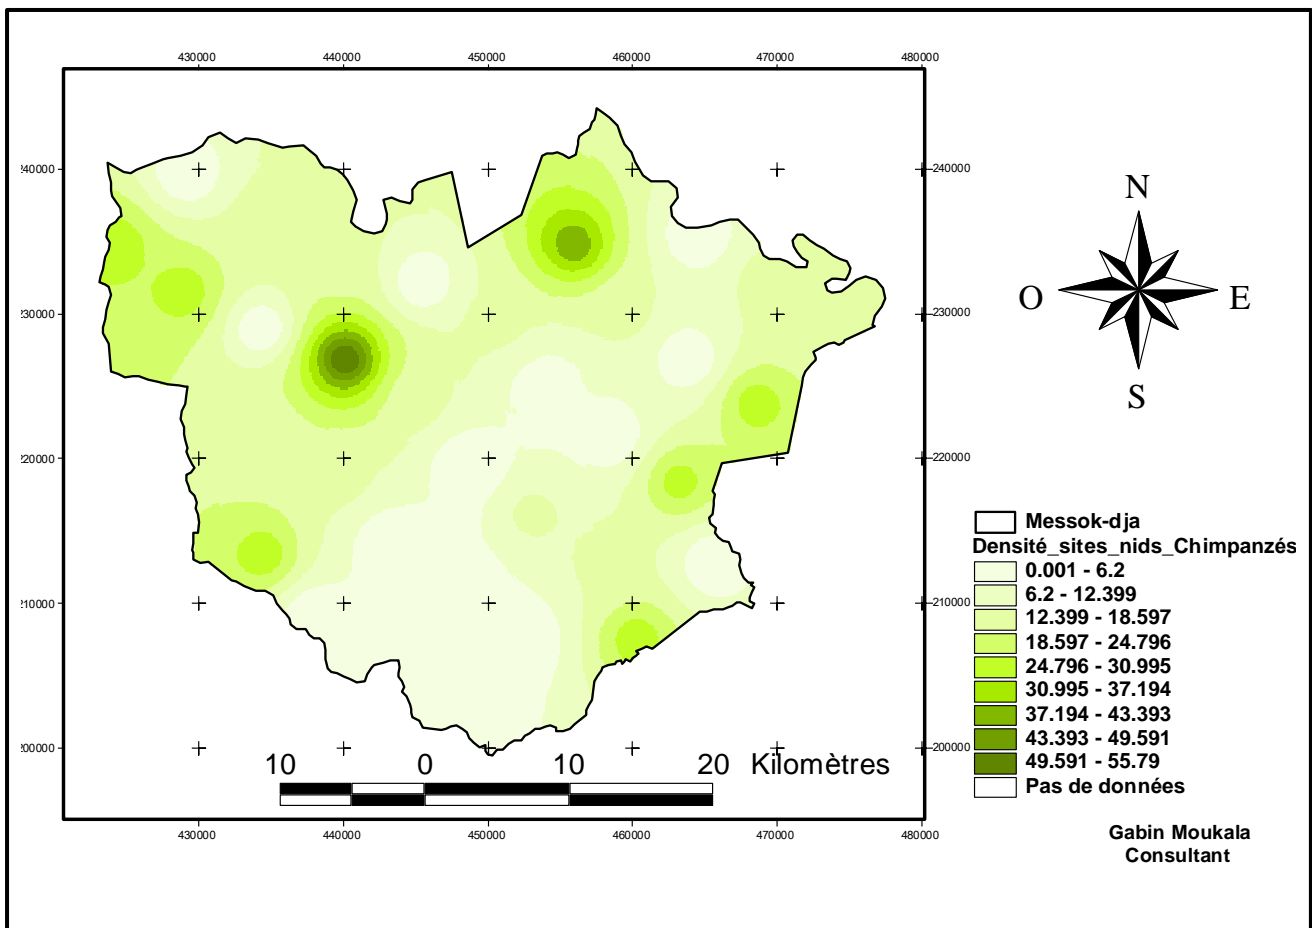 430000 440000 450000 460000 470000 480000
240000 240000
230000 230000
220000 220000
210000 210000
200000 200000
430000 440000 450000 460000 470000 480000
10 0 10 20 Kilomètres
N
O E
S
Messok-dja
Densité_sites_nids_Chimpanzés
0.001 - 6.2
6.2 - 12.399
12.399 - 18.597
18.597 - 24.796
24.796 - 30.995
30.995 - 37.194
37.194 - 43.393
43.393 - 49.591
49.591 - 55.79
Pas de données
Gabin Moukala
Consultant